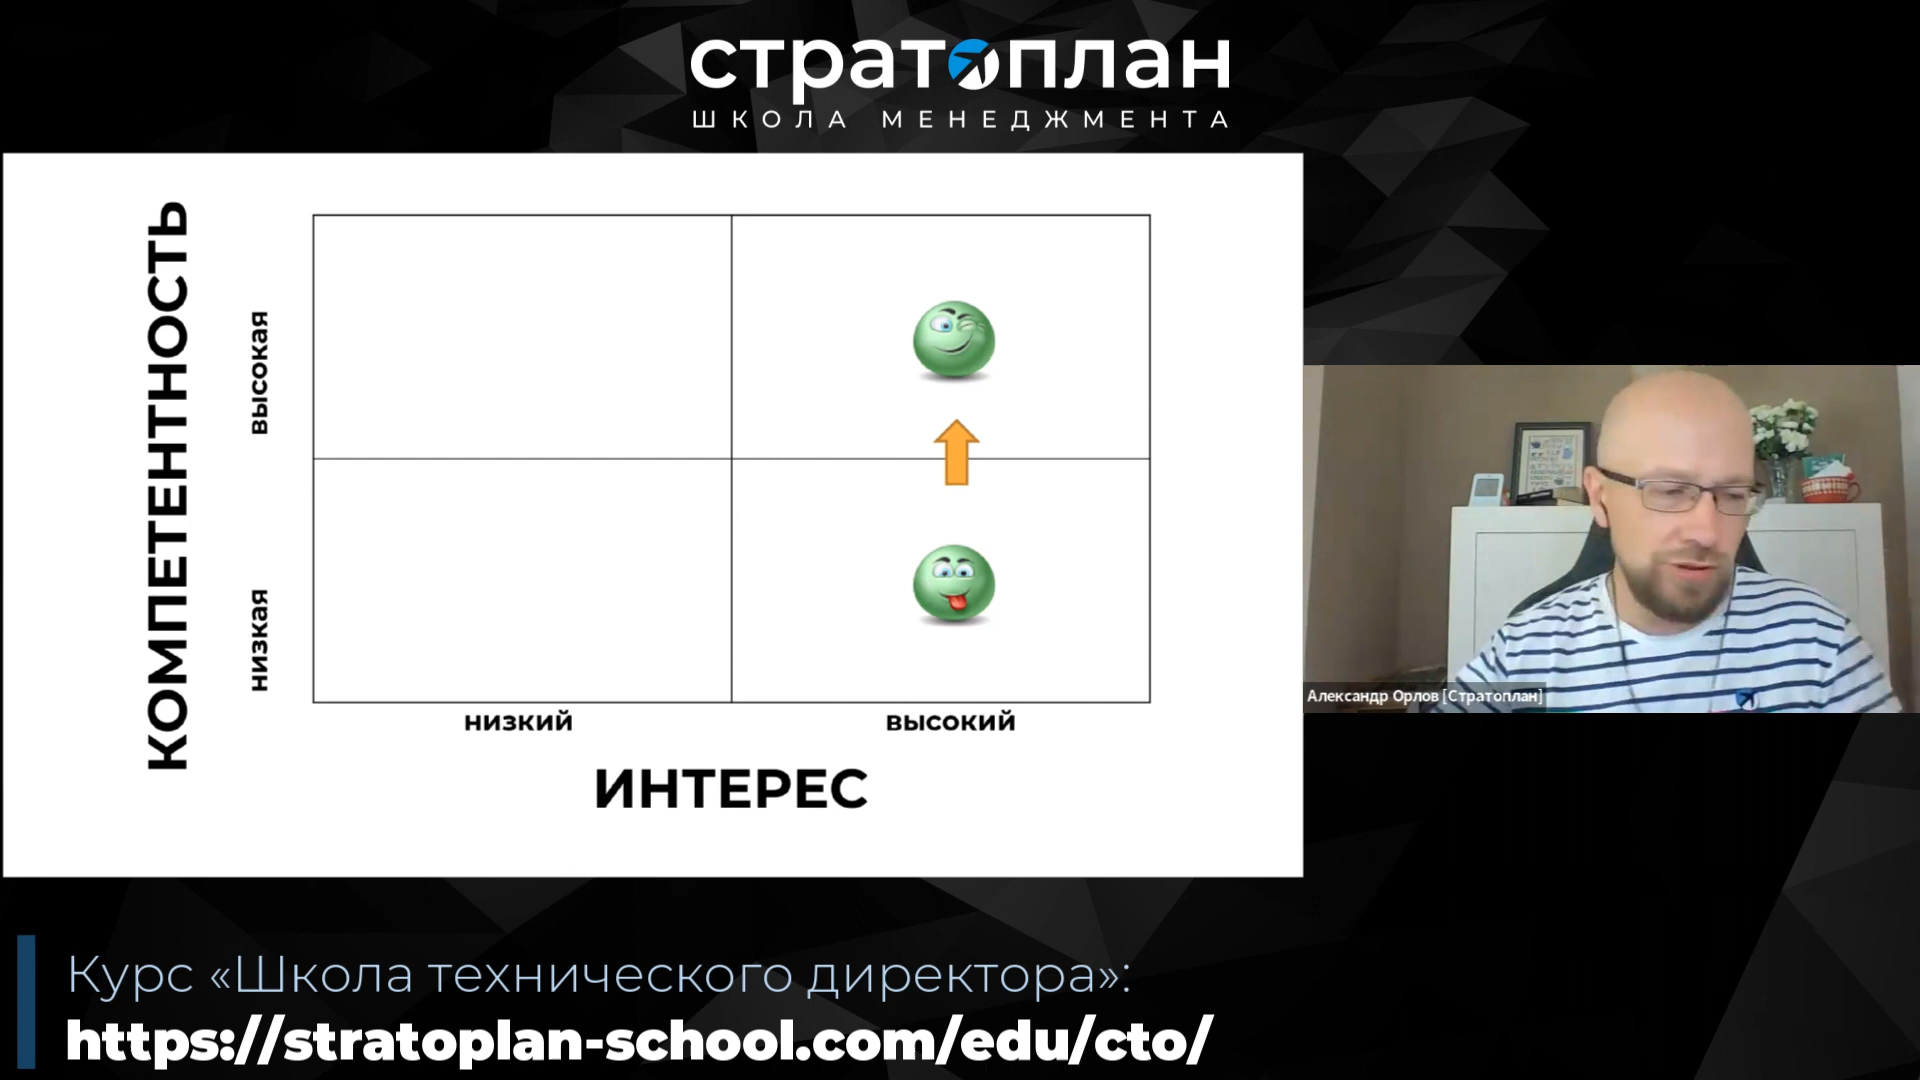 стратоплан
ШКОЛА МЕНЕДЖМЕНТА
КОМПЕТЕНТНОСТЬ
высокая
низкая
низкий
высокий
ИНТЕРЕС
Александр Орлов [Стратоплан]
Курс «Школа технического директора»:
https://stratoplan-school.com/edu/cto/